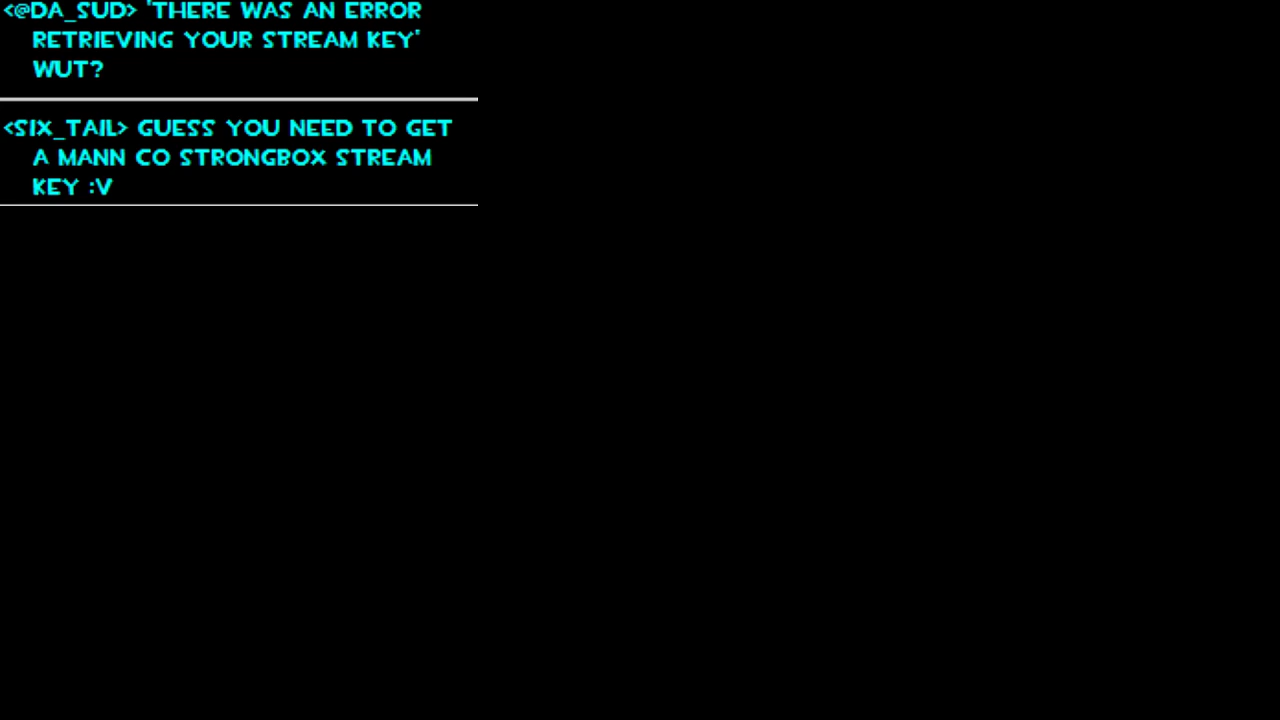 <@DA_SUD> 'THERE WAS AN ERROR
RETRIEVING YOUR STREAM KEY'
WUT?
<SIX_TAIL> GUESS YOU NEED TO GET
A MANN CO STRONGBOX STREAM
KEY :V